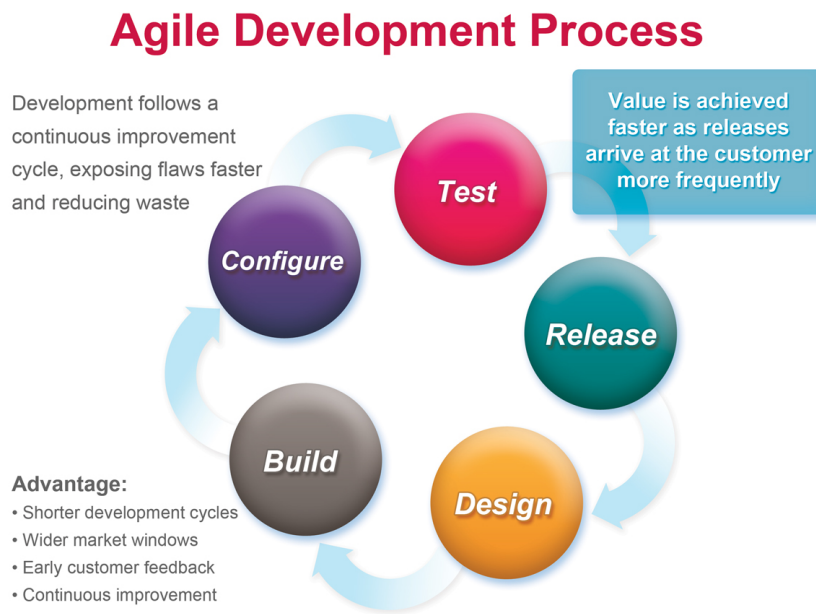 Agile Development Process
Development follows a
continuous improvement
cycle, exposing flaws faster
and reducing waste
Value is achieved
faster as releases
arrive at the customer
more frequently
Test
Configure
Release
Build
Design
Advantage:
• Shorter development cycles
• Wider market windows
• Early customer feedback
• Continuous improvement